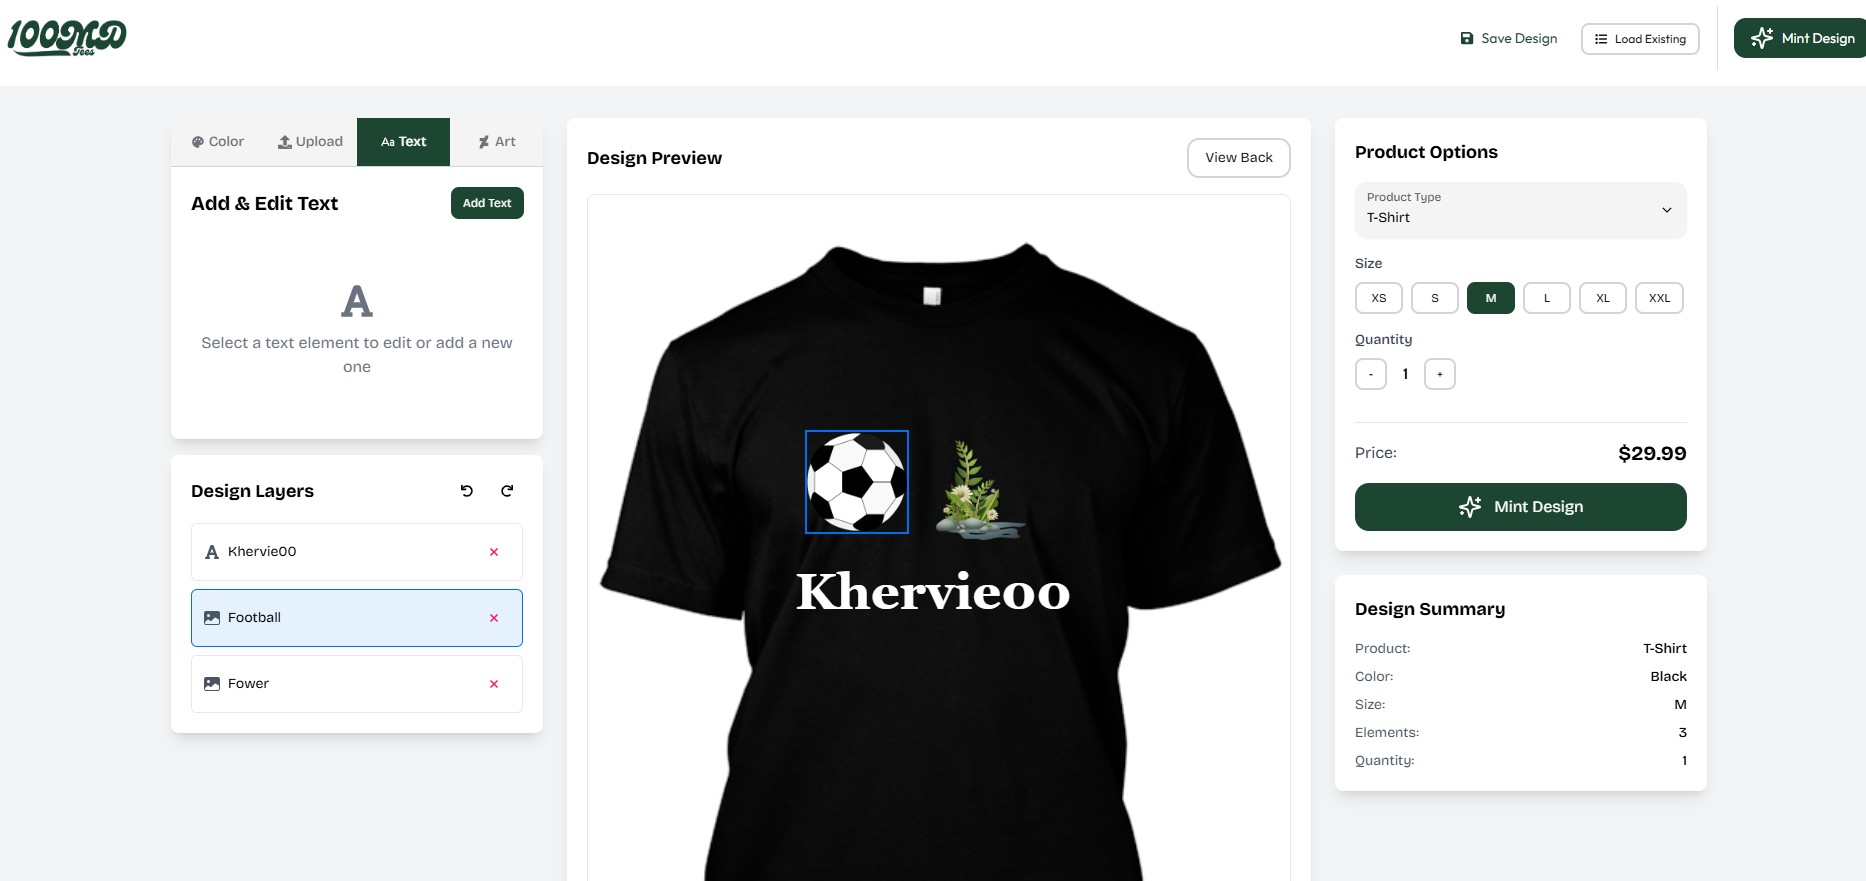 100MD
Tees
Save Design
Load Existing
Mint Design
Color
Upload
Aa Text
Art
Add & Edit Text
Add Text
A
Select a text element to edit or add a new
one
Design Layers
A Khervie00
Football
Fower
Design Preview
View Back
Khervie00
Product Options
Product Type
T-Shirt
Size
XS
S
M
L
XL
XXL
Quantity
-
1
+
Price:
$29.99
Mint Design
Design Summary
Product:
T-Shirt
Color:
Black
Size:
M
Elements:
3
Quantity:
1